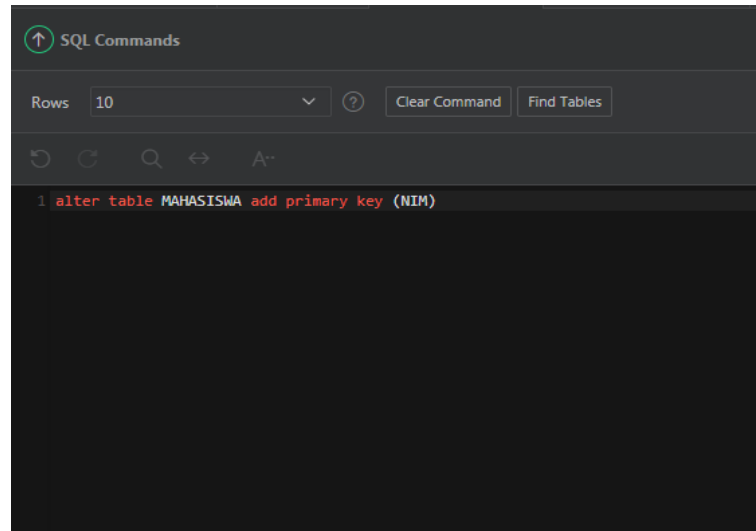 SQL Commands
Rows 10 Clear Command Find Tables
A··
1 alter table MAHASISWA add primary key (NIM)